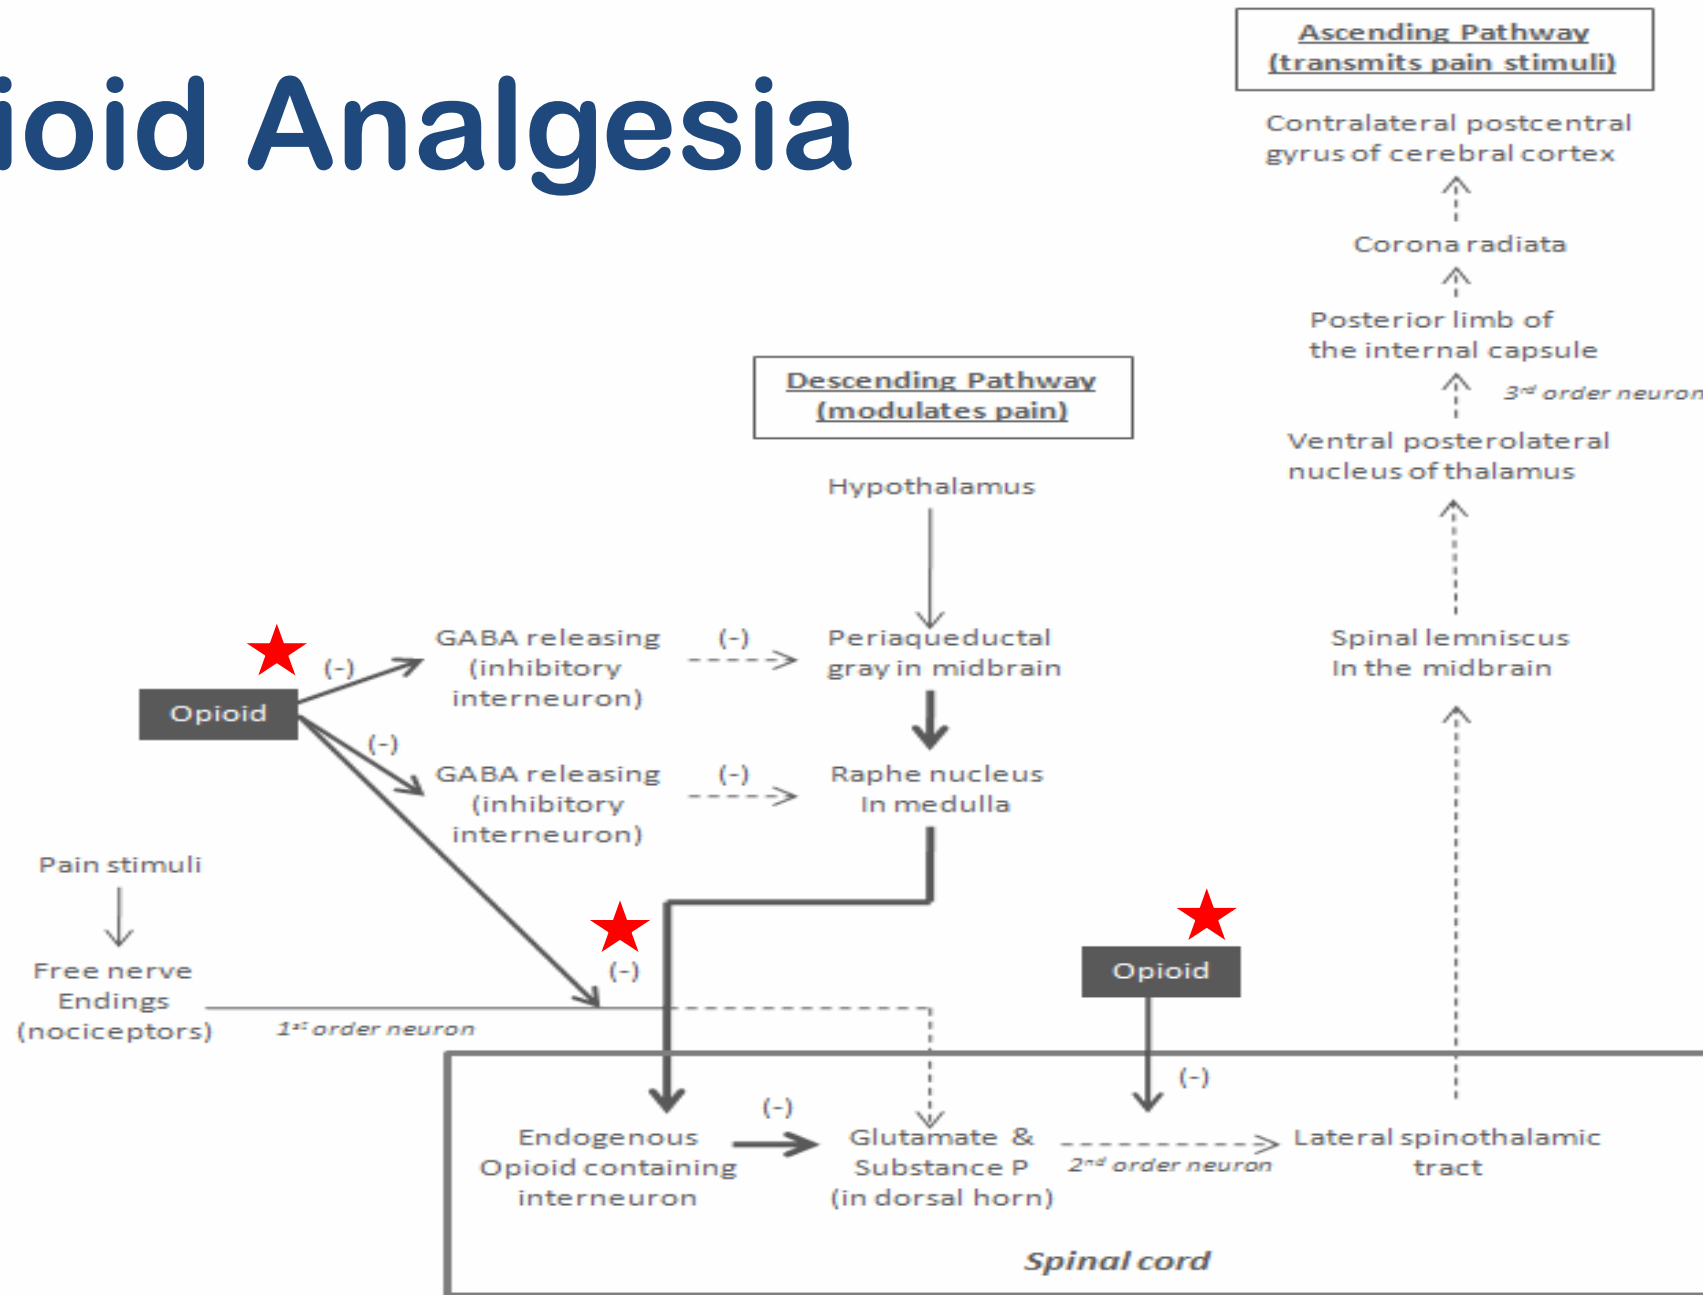 ioid Analgesia
Ascending Pathway
(transmits pain stimuli)
Contralateral postcentral
gyrus of cerebral cortex
Corona radiata
Posterior limb of
the internal capsule
3rd order neuron
Ventral posterolateral
nucleus of thalamus
Spinal lemniscus
In the midbrain
Descending Pathway
(modulates pain)
Hypothalamus
Periaqueductal
gray in midbrain
Raphe nucleus
In medulla
GABA releasing
(inhibitory
interneuron)
(-)
(-)
Opioid
(-)
GABA releasing
(inhibitory
interneuron)
(-)
Pain stimuli
Free nerve
Endings
(nociceptors)
1st order neuron
(-)
Opioid
(-)
Endogenous
Opioid containing
interneuron
(-)
Glutamate &
Substance P
(in dorsal horn)
2nd order neuron
Lateral spinothalamic
tract
Spinal cord